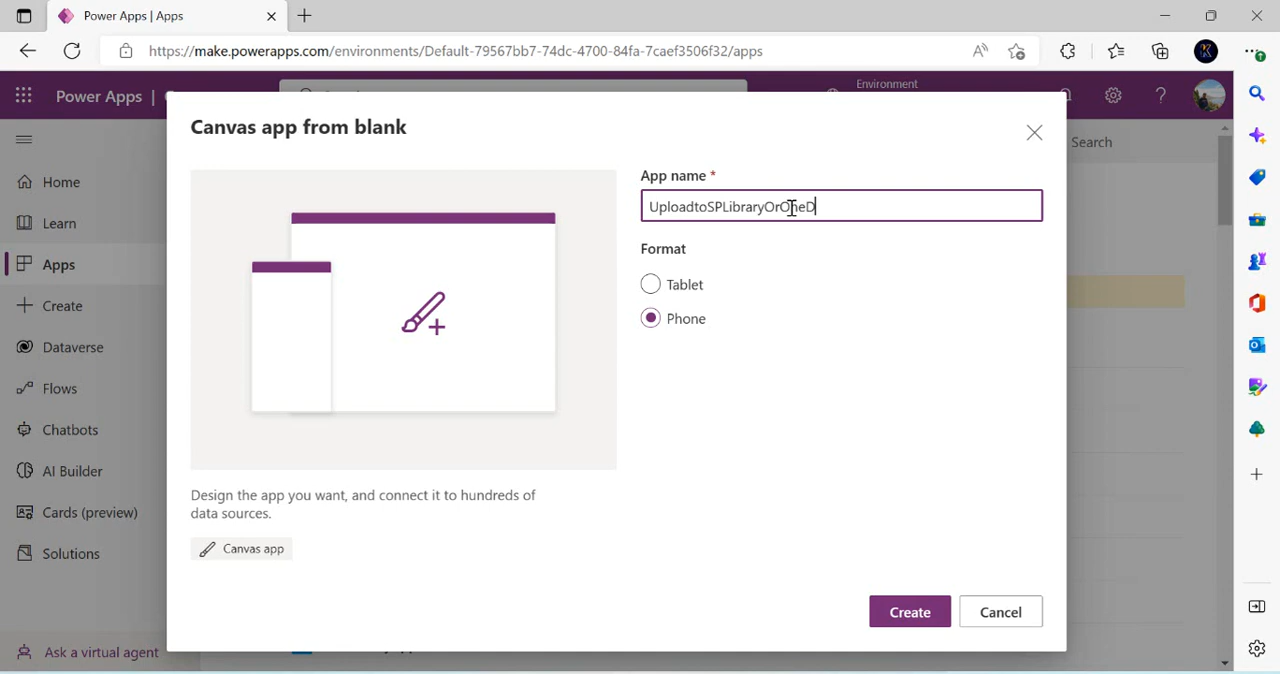 Power Apps | Apps
https://make.powerapps.com/environments/Default-79567bb7-74dc-4700-84fa-7caef3506f32/apps
Environment
Power Apps |
Search
Home
Learn
Apps
Create
Dataverse
Flows
Chatbots
AI Builder
Cards (preview)
Solutions
Ask a virtual agent
Canvas app from blank
Design the app you want, and connect it to hundreds of
data sources.
Canvas app
App name *
UploadtoSPLibraryOrOneD
Format
Tablet
Phone
Create Cancel